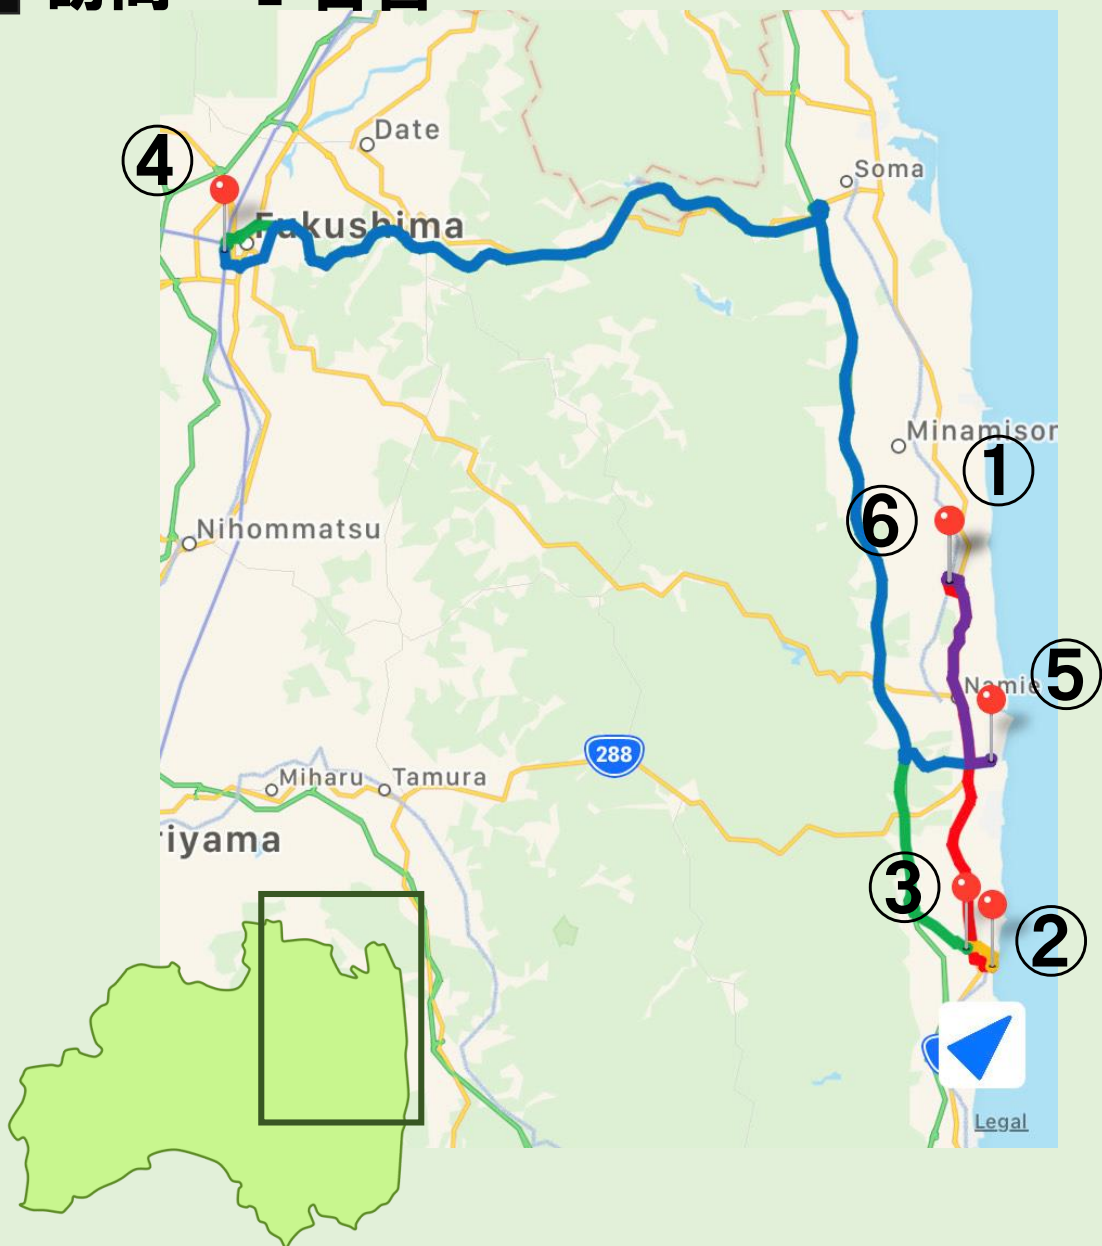 ④
Date
Soma
Fukushima
Minamisor
①
⑥
Nihommatsu
⑤
Namie
288
Miharu
Tamura
riyama
③
②
Legal